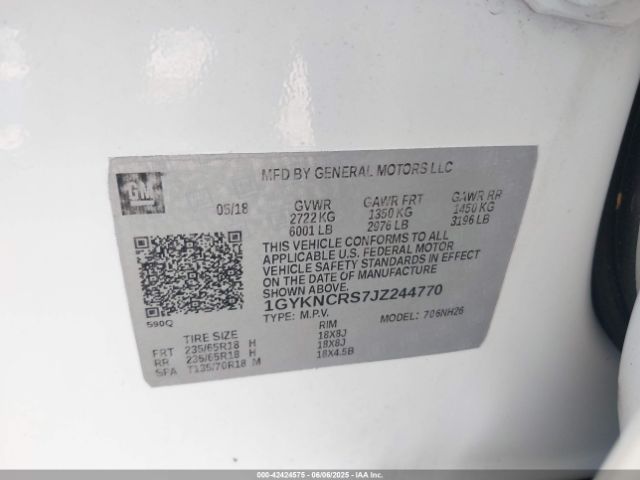 GM
MFD BY GENERAL MOTORS LLC
05/18 GVWR GAWR FRT GAWR RR
2722 KG 1350 KG 1450 KG
6001 LB 2976 LB 3196 LB
THIS VEHICLE CONFORMS TO ALL
APPLICABLE U.S. FEDERAL MOTOR
VEHICLE SAFETY STANDARDS IN
EFFECT ON THE DATE OF MANUFACTURE
SHOWN ABOVE.
1GYKNCRS7JZ244770
TYPE: M.P.V. MODEL: 706NH26
590Q
TIRE SIZE RIM
FRT 235/65R18 H 18X8J
RR 235/65R18 H 18X8J
SPA T135/70R18 M 18X4.5B
000-42424575 - 06/06/2025 - IAAI.COM